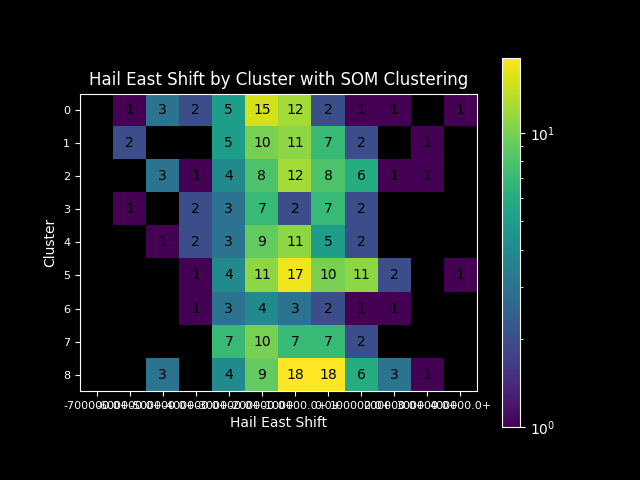 Hail East Shift by Cluster with SOM Clustering
0 1 3 2 5 15 12 2 1 1 1
1 2 5 10 11 7 2 1
2 3 1 4 8 12 8 6 1 1
3 1 2 3 7 2 7 2
4 1 2 3 9 11 5 2
5 1 4 11 17 10 11 2 1
6 1 3 4 3 2 1 1
7 7 10 7 7 2
8 3 4 9 18 18 6 3 1
Cluster
Hail East Shift
10¹
10⁰